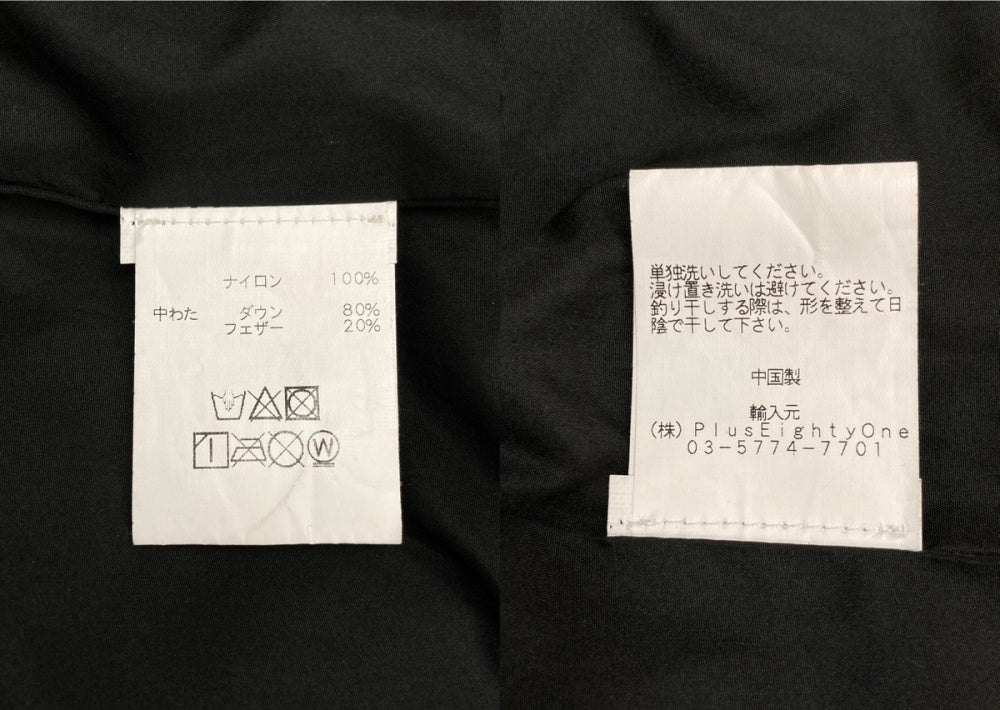 ナイロン 100%
中わた ダウン 80%
フェザー 20%
W
単独洗いしてください。
浸け置き洗いは避けてください。
釣り干しする際は、形を整えて日
陰で干して下さい。
中国製
輸入元
(株) PlusEightyOne
03-5774-7701